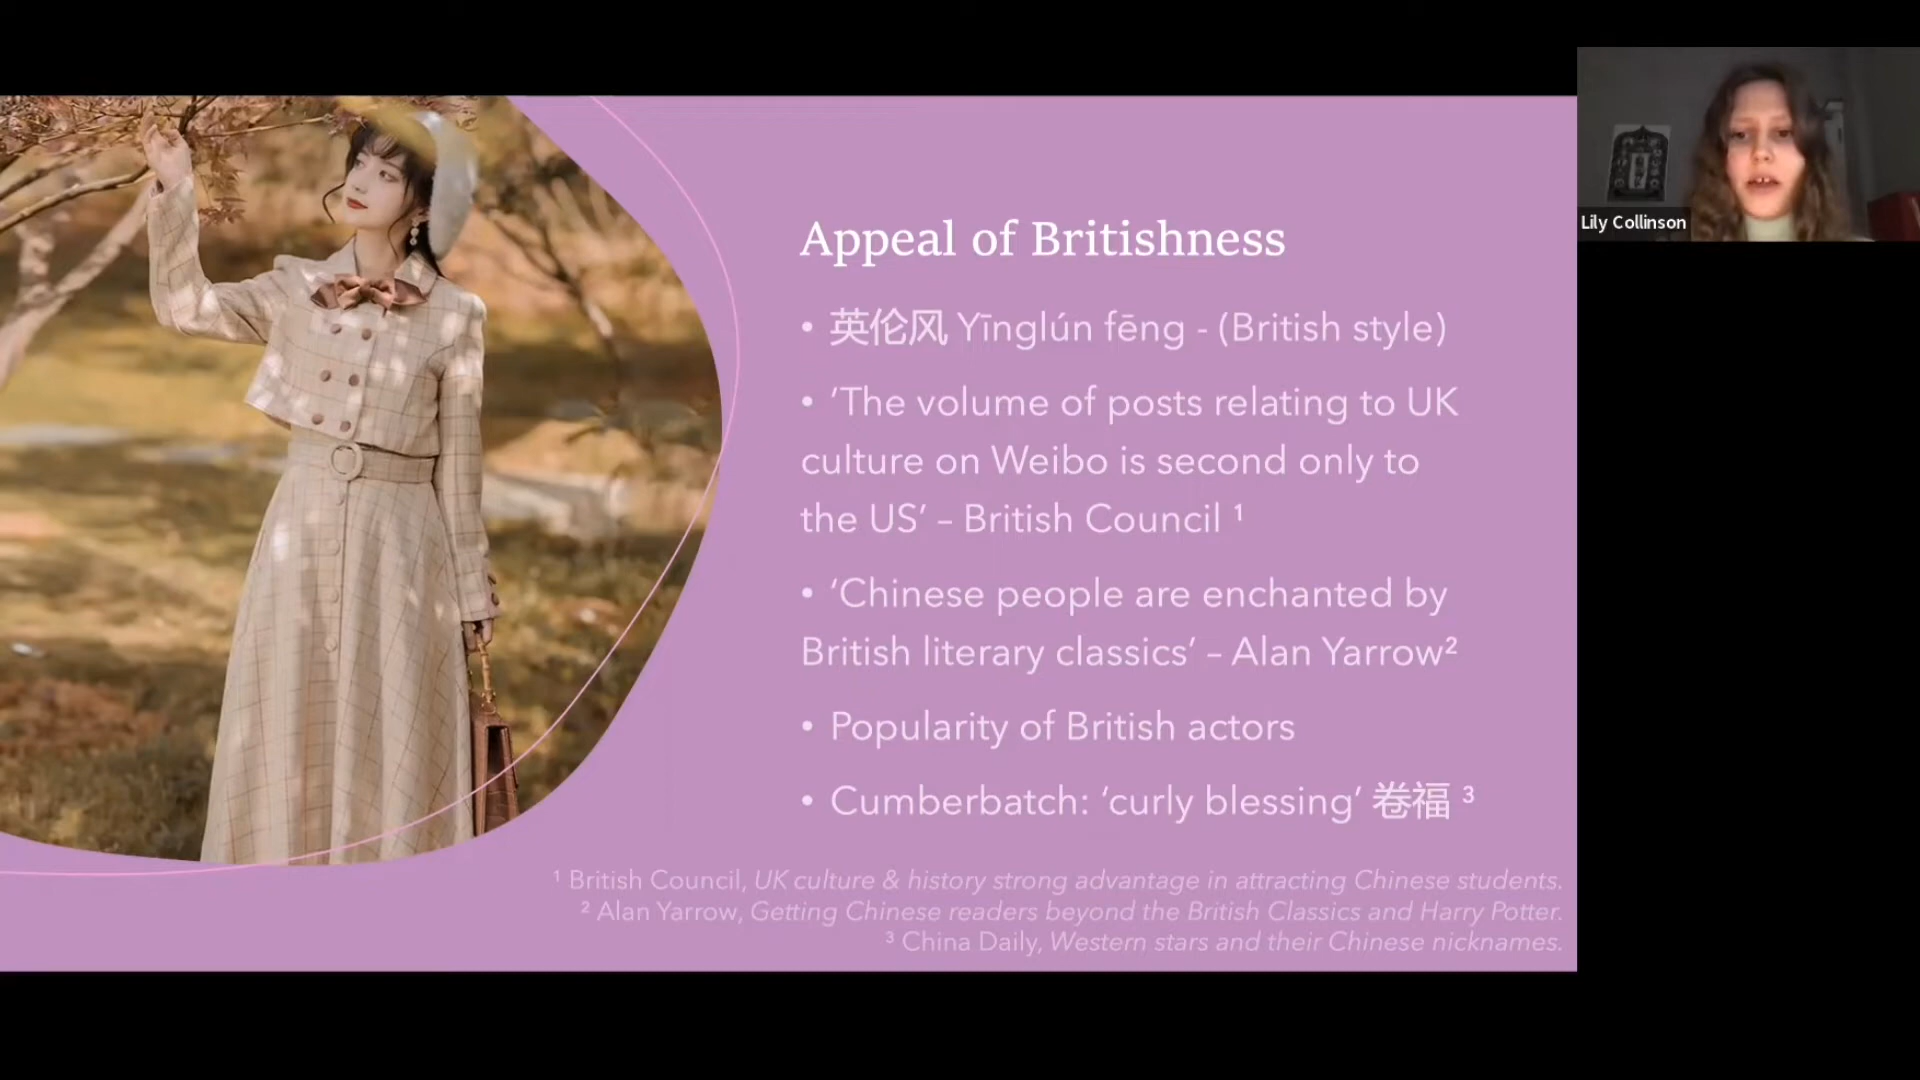 Appeal of Britishness
• 英伦风 Yīnglún fēng - (British style)
• ‘The volume of posts relating to UK
culture on Weibo is second only to
the US’ – British Council ¹
• ‘Chinese people are enchanted by
British literary classics’ – Alan Yarrow²
• Popularity of British actors
• Cumberbatch: ‘curly blessing’ 卷福 ³
¹ British Council, UK culture & history strong advantage in attracting Chinese students.
² Alan Yarrow, Getting Chinese readers beyond the British Classics and Harry Potter.
³ China Daily, Western stars and their Chinese nicknames.
Lily Collinson